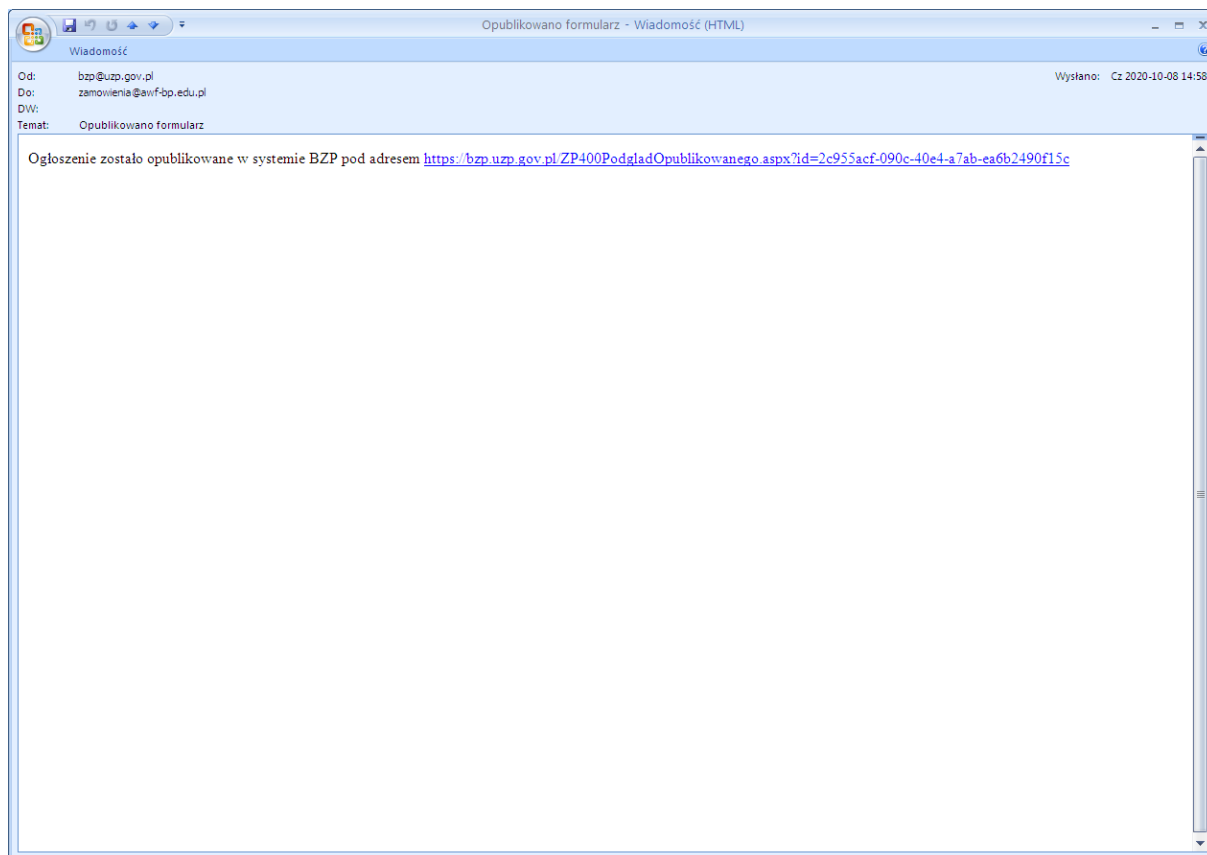 Opublikowano formularz - Wiadomość (HTML)
Wiadomość
Od: bzp@uzp.gov.pl Wysłano: Cz 2020-10-08 14:58
Do: zamowienia@awf-bp.edu.pl
DW:
Temat: Opublikowano formularz
Ogłoszenie zostało opublikowane w systemie BZP pod adresem https://bzp.uzp.gov.pl/ZP400PodgladOpublikowanego.aspx?id=2c955acf-090c-40e4-a7ab-ea6b2490f15c